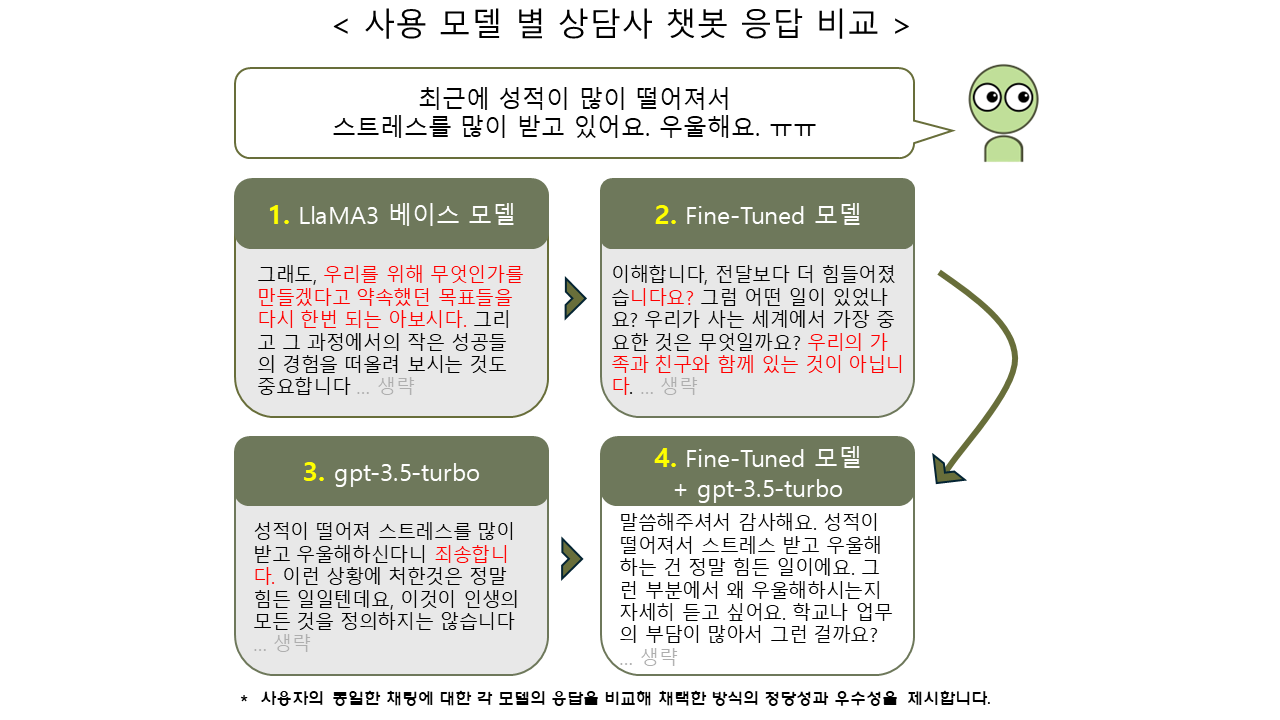 < 사용 모델 별 상담사 챗봇 응답 비교 >
최근에 성적이 많이 떨어져서
스트레스를 많이 받고 있어요. 우울해요. ㅠㅠ
1. LlaMA3 베이스 모델
그래도, 우리를 위해 무엇인가를
만들겠다고 약속했던 목표들을
다시 한번 되는 아보시다. 그리
고 그 과정에서의 작은 성공들
의 경험을 떠올려 보시는 것도
중요합니다 ... 생략
2. Fine-Tuned 모델
이해합니다, 전달보다 더 힘들어졌
습니다요? 그럼 어떤 일이 있었나
요? 우리가 사는 세계에서 가장 중
요한 것은 무엇일까요? 우리의 가
족과 친구와 함께 있는 것이 아닙니
다. ... 생략
3. gpt-3.5-turbo
성적이 떨어져 스트레스를 많이
받고 우울해하신다니 죄송합니
다. 이런 상황에 처한것은 정말
힘든 일일텐데요, 이것이 인생의
모든 것을 정의하지는 않습니다
... 생략
4. Fine-Tuned 모델
+ gpt-3.5-turbo
말씀해주셔서 감사해요. 성적이
떨어져서 스트레스 받고 우울해
하는 건 정말 힘든 일이에요. 그
런 부분에서 왜 우울해하시는지
자세히 듣고 싶어요. 학교나 업무
의 부담이 많아서 그런 걸까요?
... 생략
* 사용자의 동일한 채팅에 대한 각 모델의 응답을 비교해 채택한 방식의 정당성과 우수성을 제시합니다.